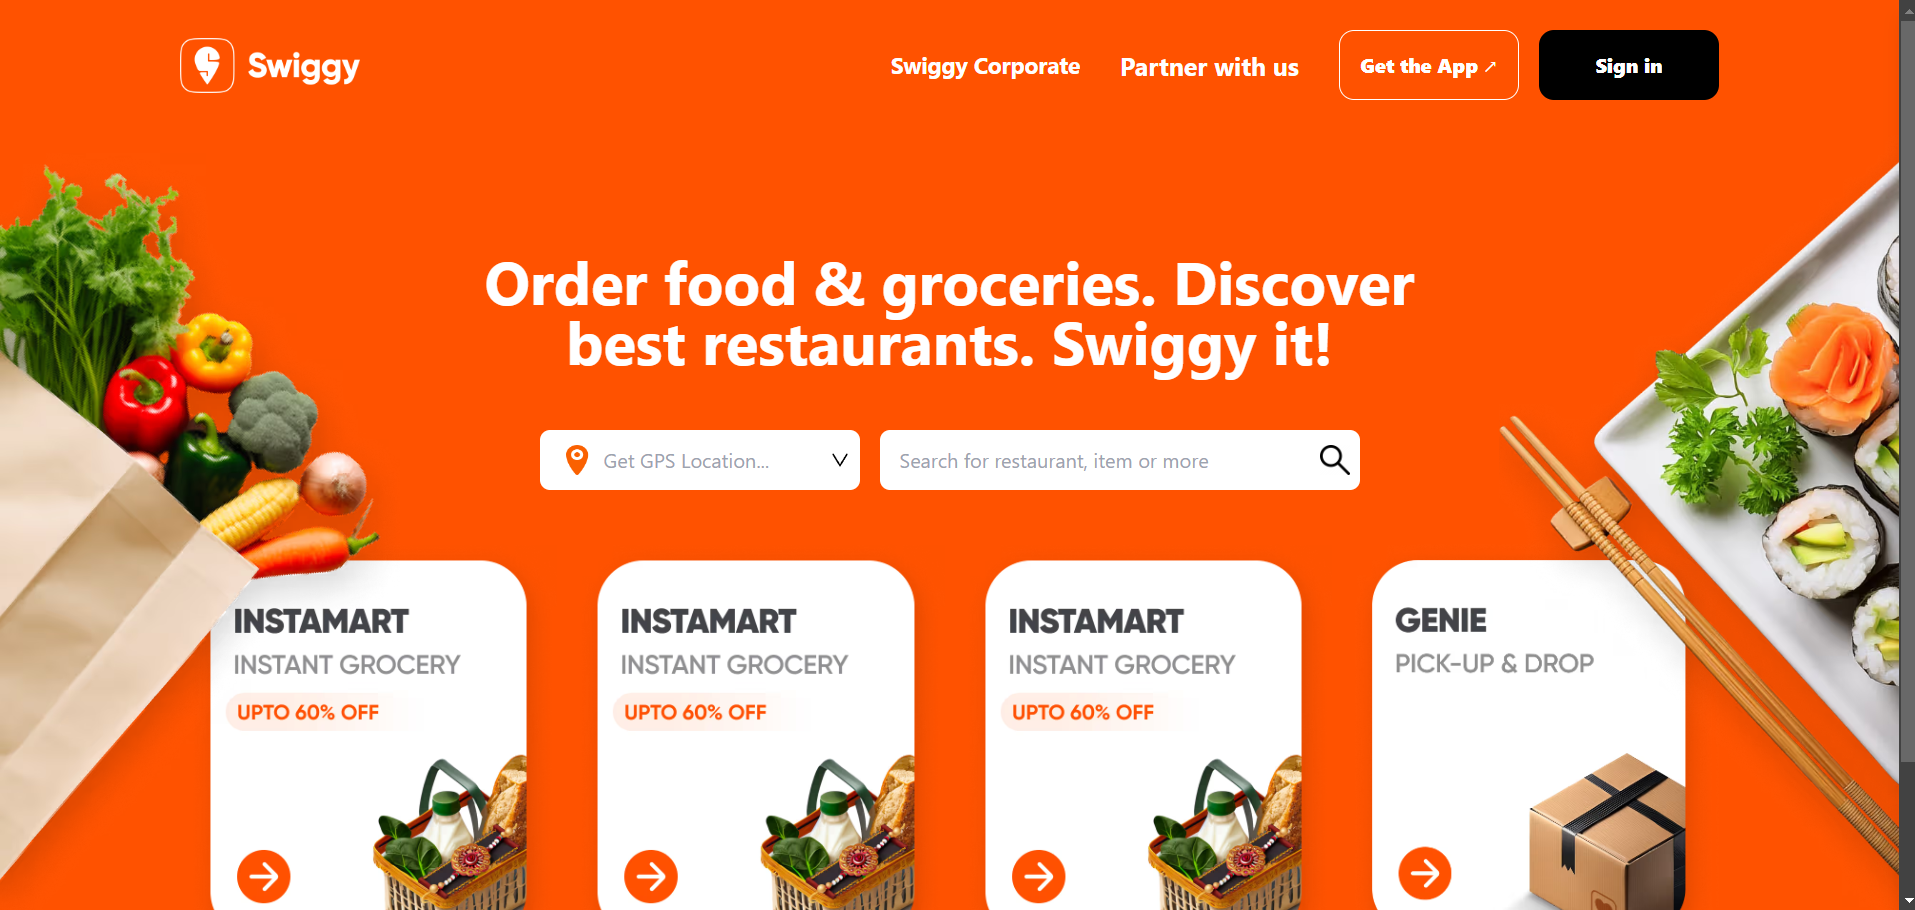 Swiggy
Swiggy Corporate
Partner with us
Get the App ↗
Sign in
Order food & groceries. Discover
best restaurants. Swiggy it!
Get GPS Location...
Search for restaurant, item or more
INSTAMART
INSTANT GROCERY
UPTO 60% OFF
INSTAMART
INSTANT GROCERY
UPTO 60% OFF
INSTAMART
INSTANT GROCERY
UPTO 60% OFF
GENIE
PICK-UP & DROP